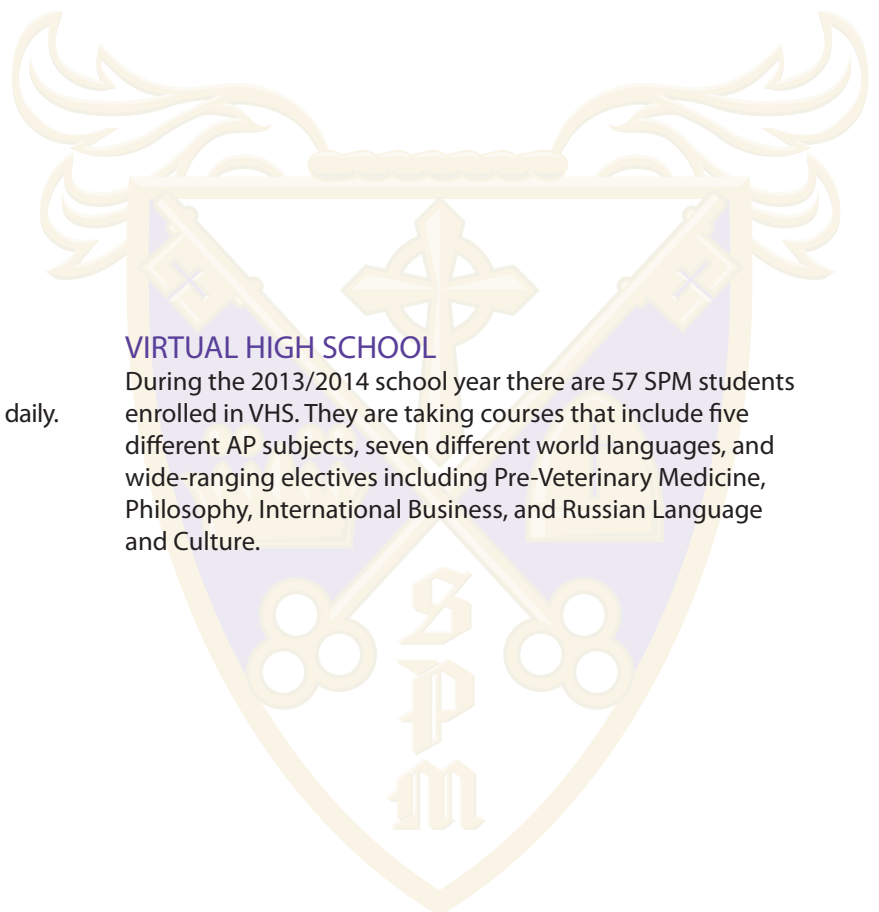 VIRTUAL HIGH SCHOOL
During the 2013/2014 school year there are 57 SPM students
daily.
enrolled in VHS. They are taking courses that include five
different AP subjects, seven different world languages, and
wide-ranging electives including Pre-Veterinary Medicine,
Philosophy, International Business, and Russian Language
and Culture.
S
P
M